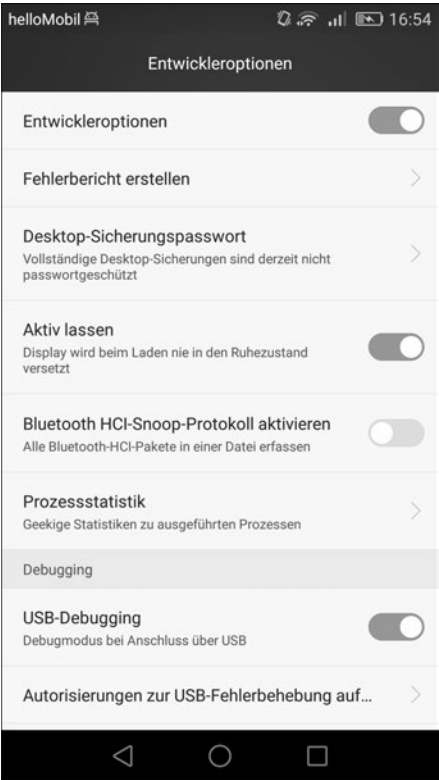 helloMobil 16:54
Entwickleroptionen
Entwickleroptionen
Fehlerbericht erstellen
Desktop-Sicherungspasswort
Vollständige Desktop-Sicherungen sind derzeit nicht
passwortgeschützt
Aktiv lassen
Display wird beim Laden nie in den Ruhezustand
versetzt
Bluetooth HCI-Snoop-Protokoll aktivieren
Alle Bluetooth-HCI-Pakete in einer Datei erfassen
Prozessstatistik
Geekige Statistiken zu ausgeführten Prozessen
Debugging
USB-Debugging
Debugmodus bei Anschluss über USB
Autorisierungen zur USB-Fehlerbehebung auf...